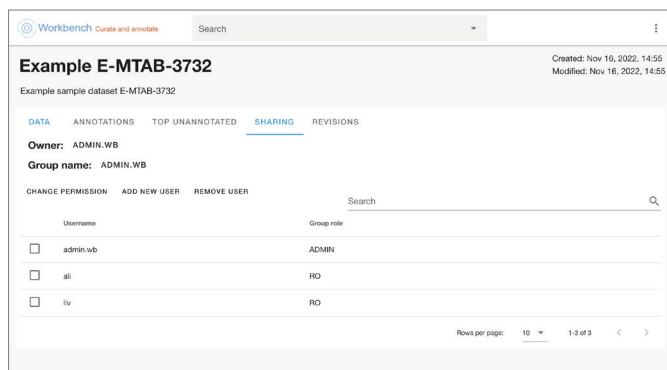 Workbench Curate and annotate
Search
Example E-MTAB-3732
Created: Nov 16, 2022, 14:55
Modified: Nov 16, 2022, 14:55
Example sample dataset E-MTAB-3732
DATA ANNOTATIONS TOP UNANNOTATED SHARING REVISIONS
Owner: ADMIN.WB
Group name: ADMIN.WB
CHANGE PERMISSION ADD NEW USER REMOVE USER
Search
Username Group role
admin.wb ADMIN
ali RO
liv RO
Rows per page: 10 1-3 of 3